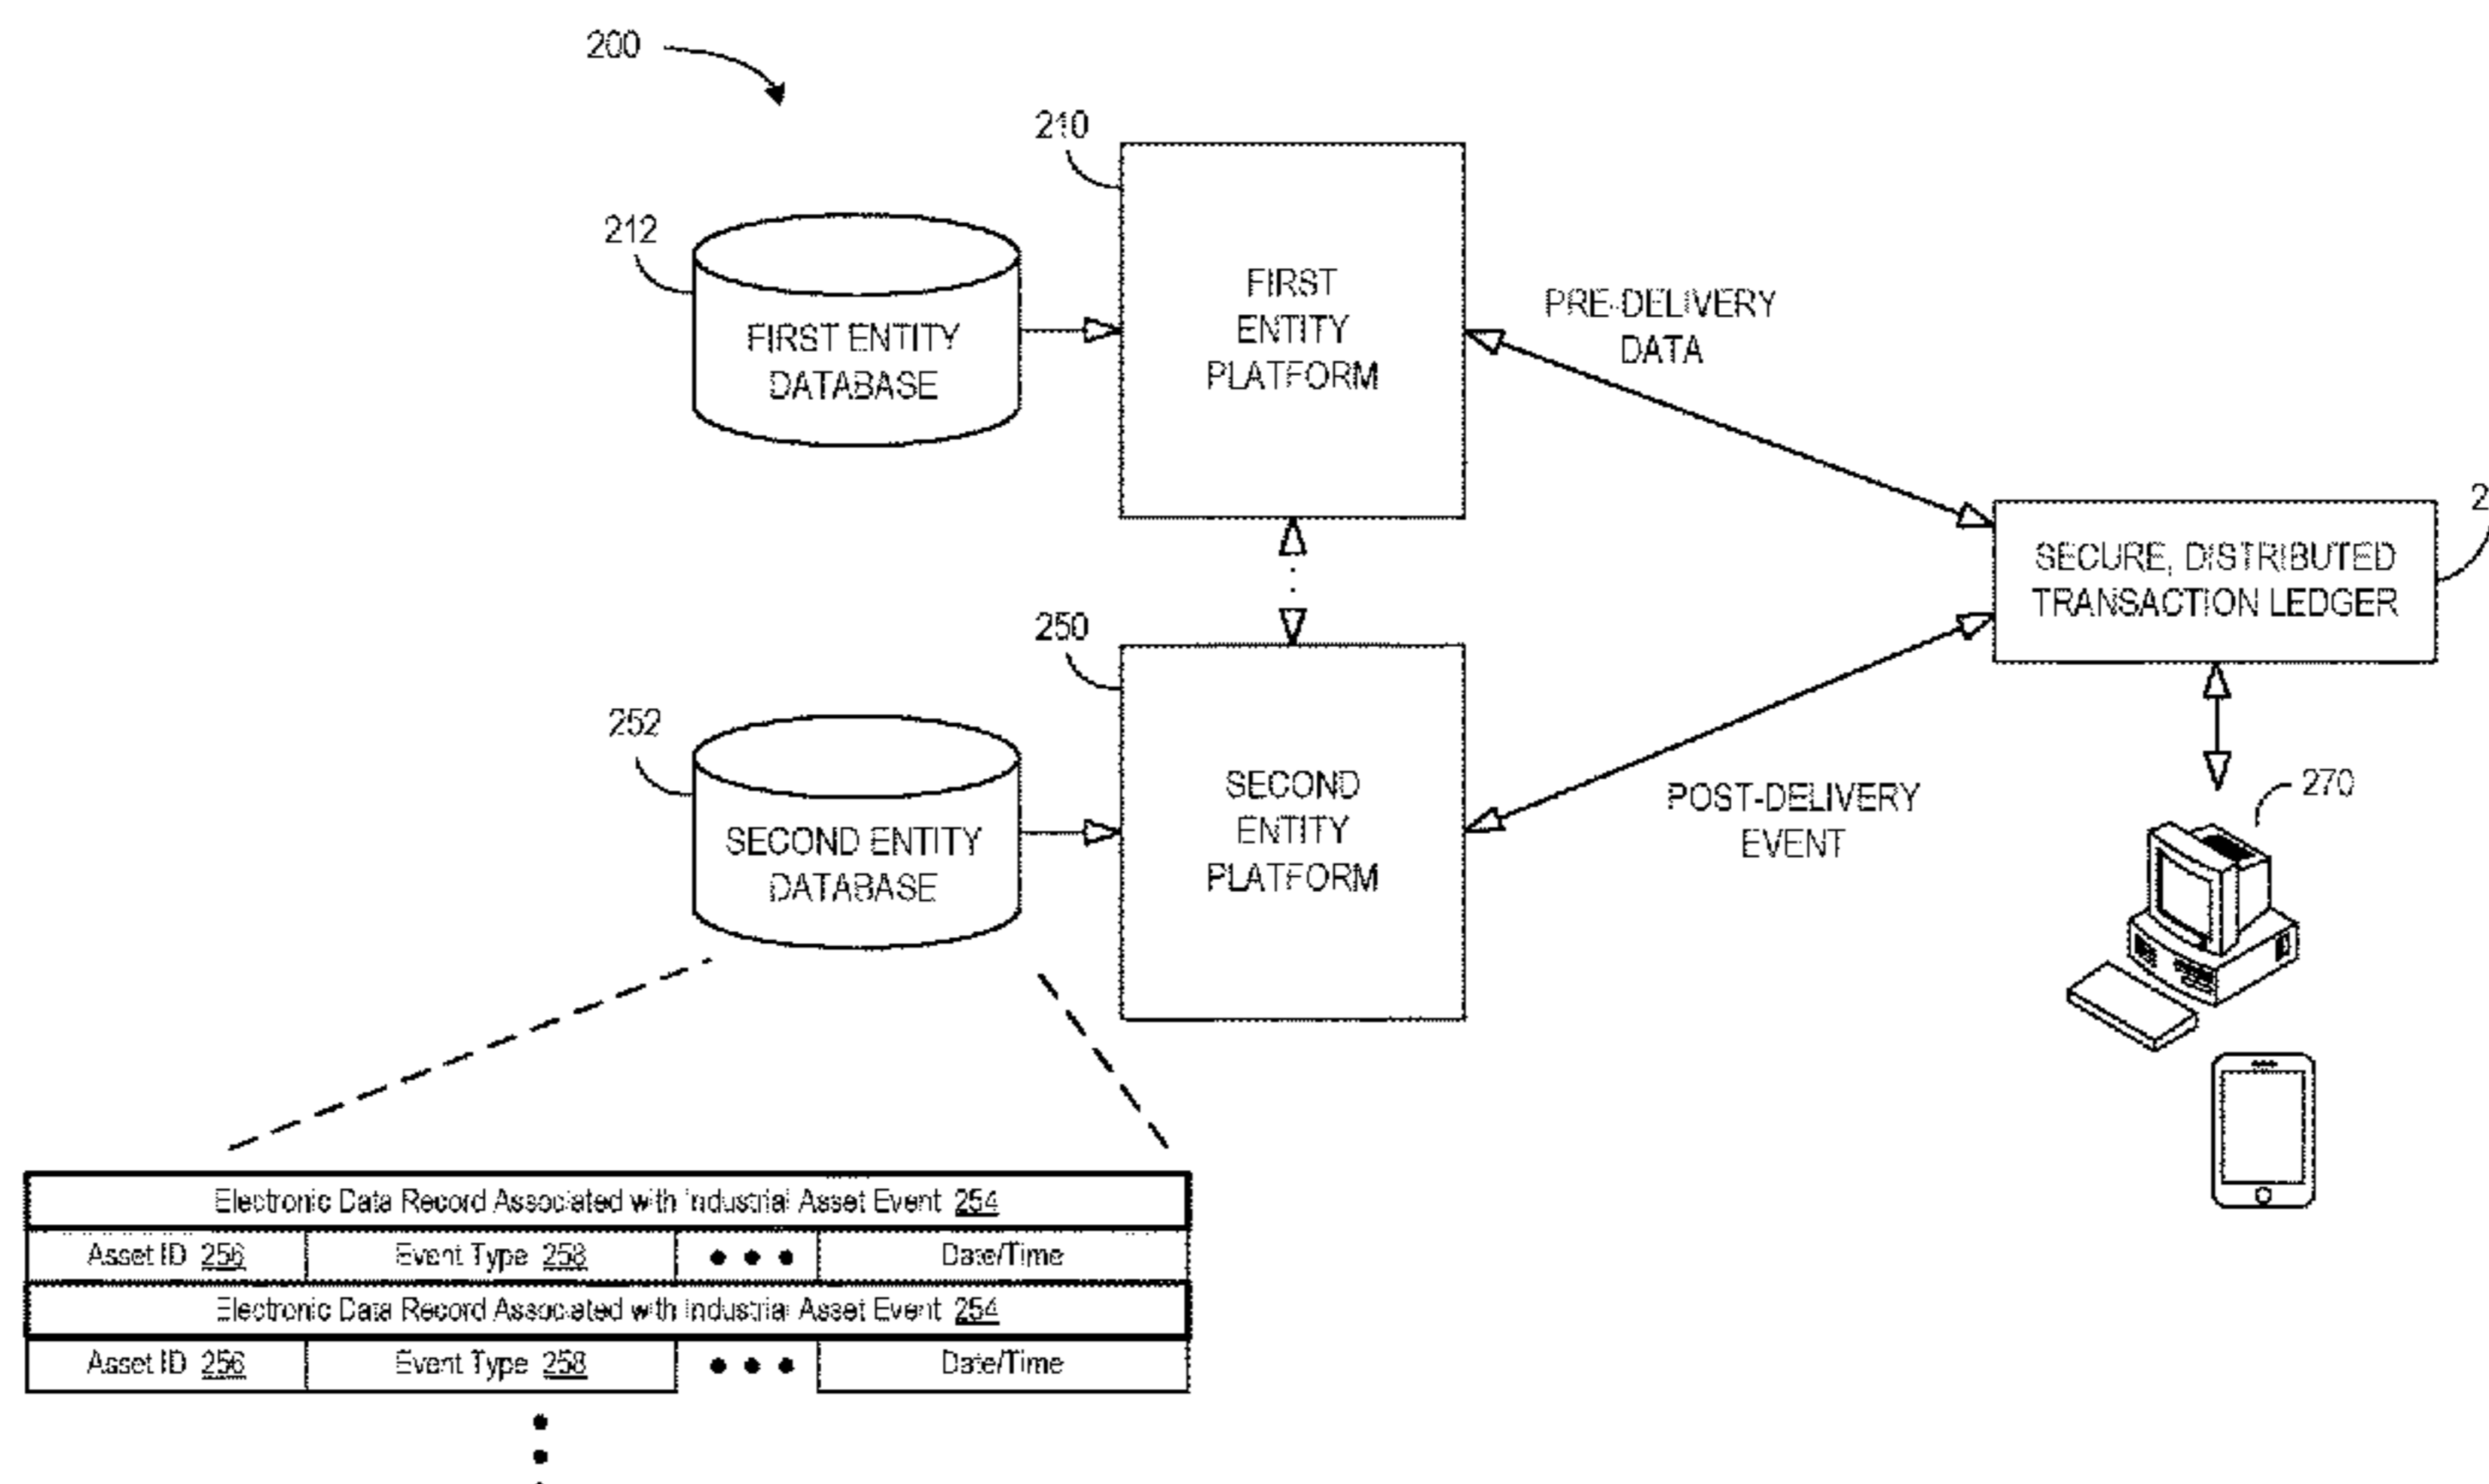 200
210
212
FIRST ENTITY
DATABASE
FIRST
ENTITY
PLATFORM
PRE-DELIVERY
DATA
SECURE, DISTRIBUTED
TRANSACTION LEDGER
250
252
SECOND ENTITY
DATABASE
SECOND
ENTITY
PLATFORM
POST-DELIVERY
EVENT
270
Electronic Data Record Associated with Industrial Asset Event 254
Asset ID 256 Event Type 258 • • • Date/Time
Electronic Data Record Associated with Industrial Asset Event 254
Asset ID 256 Event Type 258 • • • Date/Time